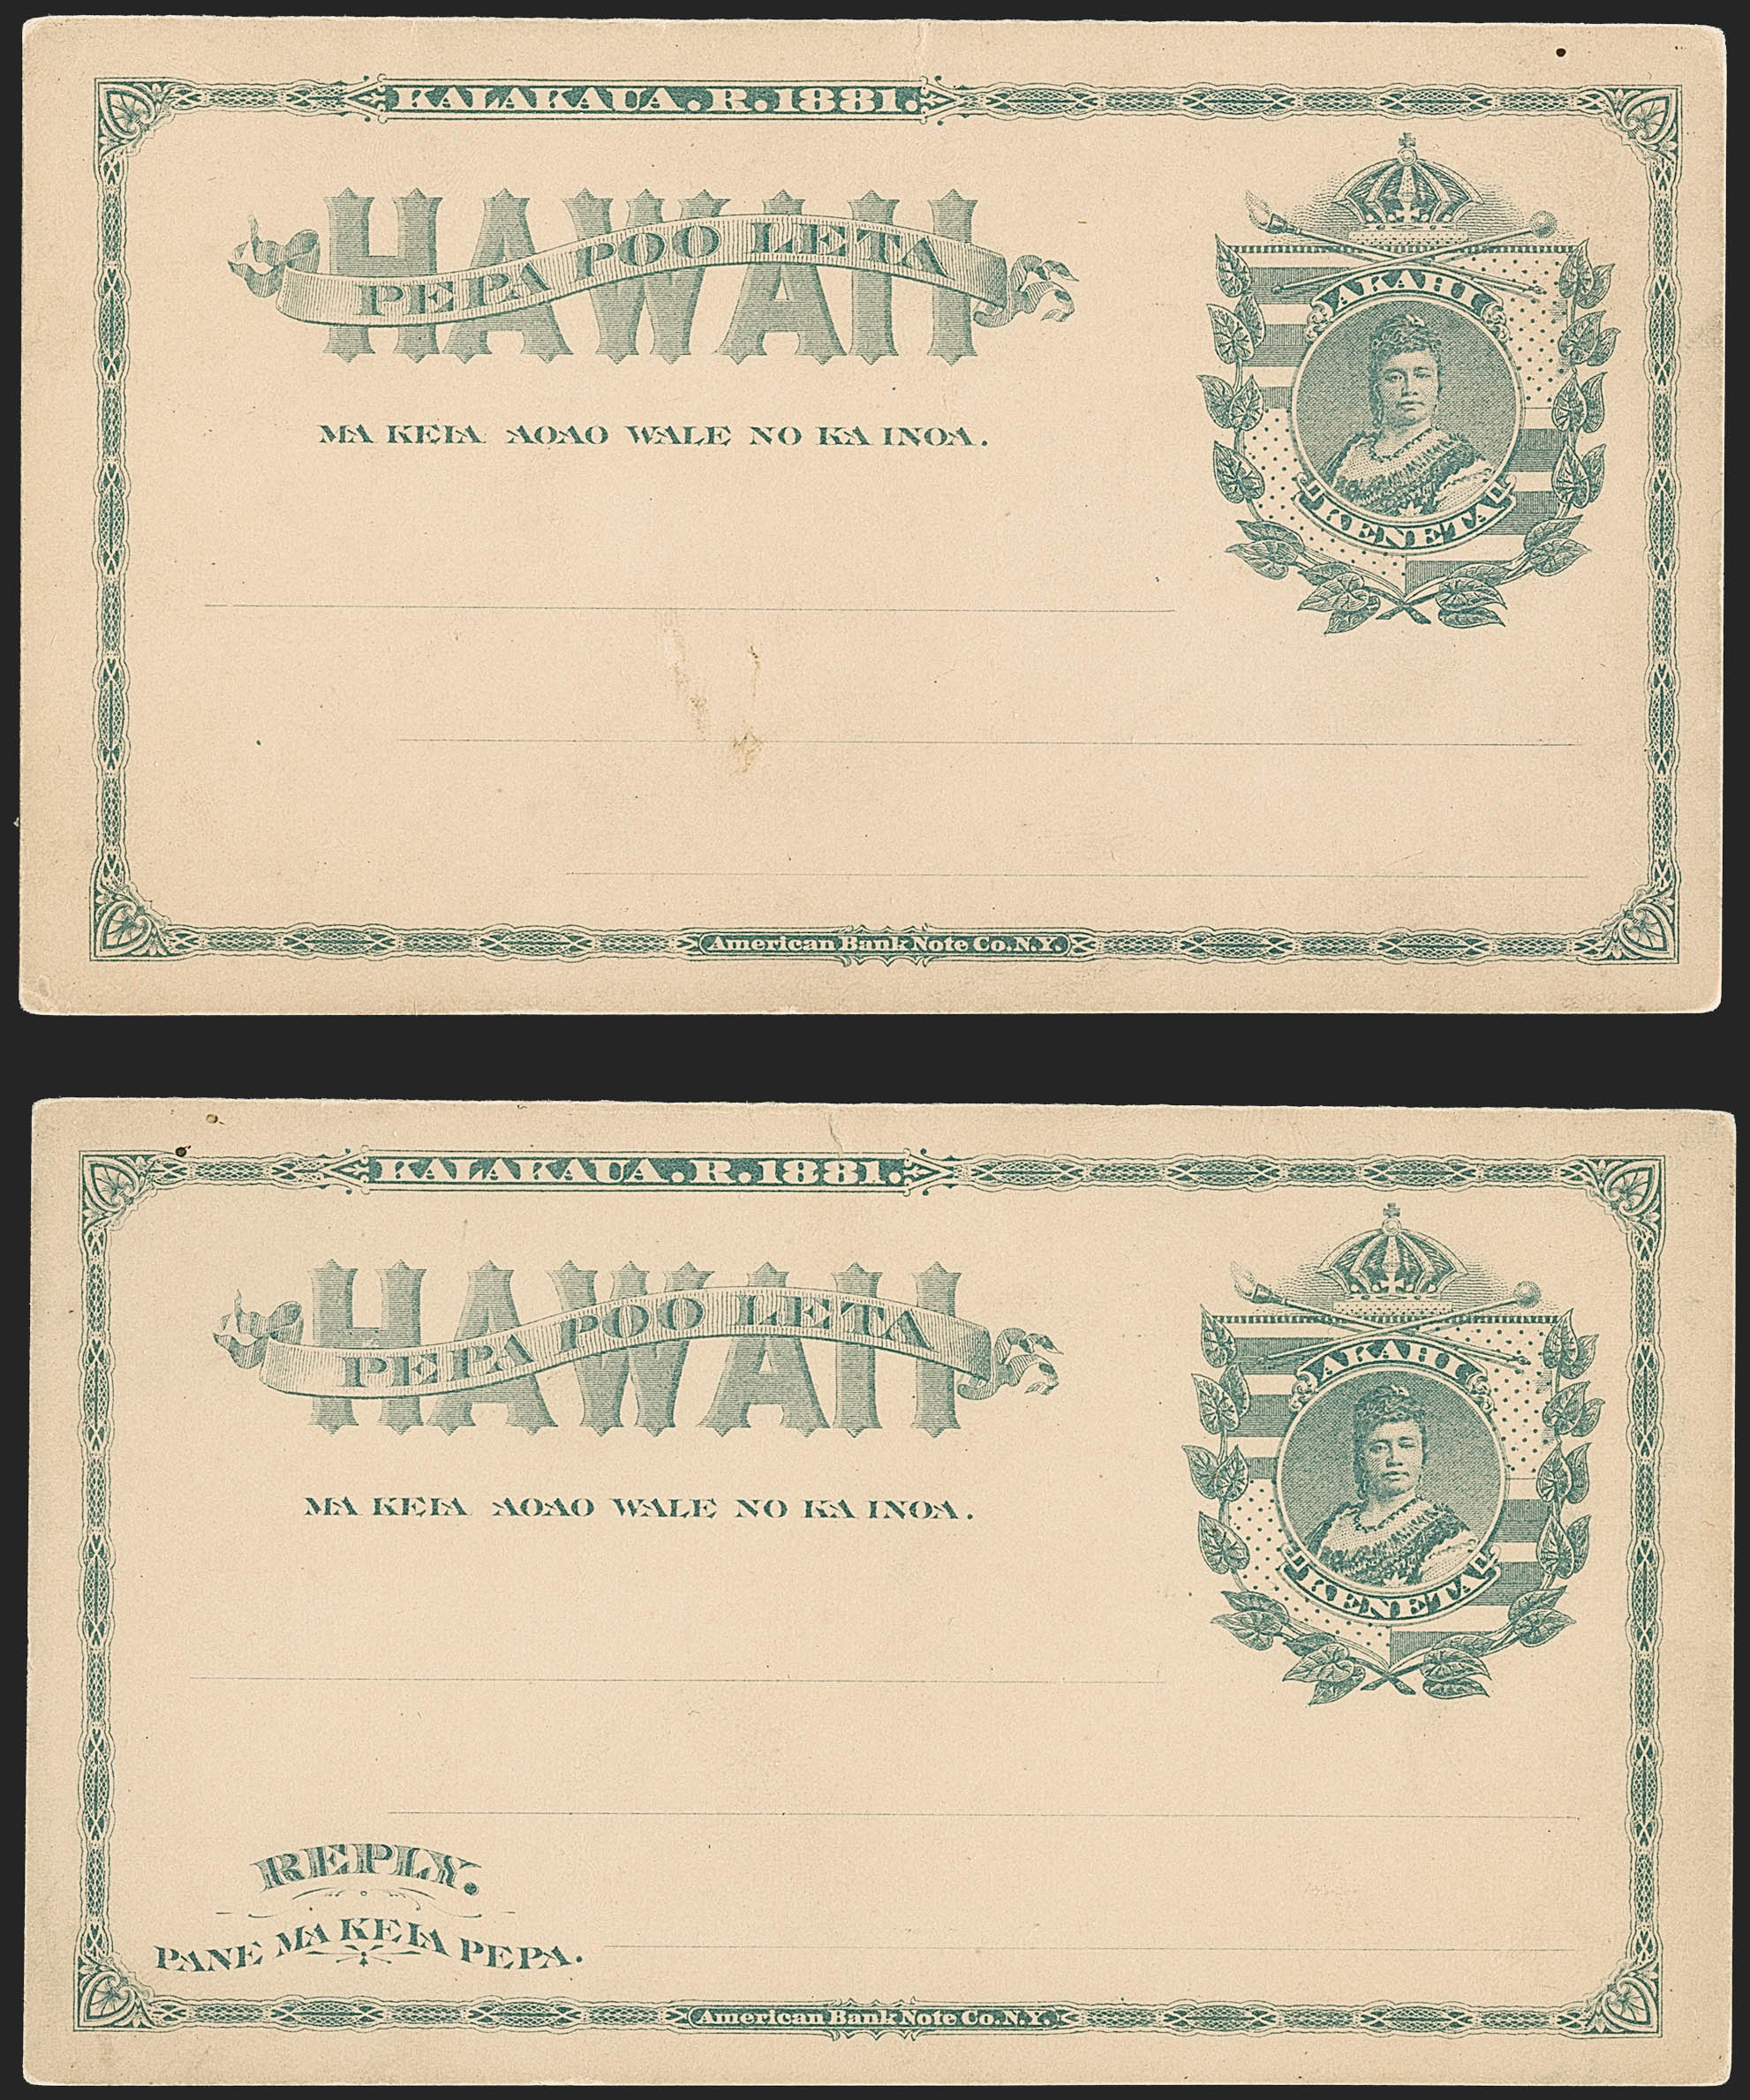 KALAKAUA.R.1881.
HAWAII
PEPA POO LETA
AKAHI
KENETA
MA KEIA AOAO WALE NO KA INOA.
American Bank Note Co.N.Y.
KALAKAUA.R.1881.
HAWAII
PEPA POO LETA
AKAHI
KENETA
MA KEIA AOAO WALE NO KA INOA.
REPLY.
PANE MA KEIA PEPA.
American Bank Note Co.N.Y.